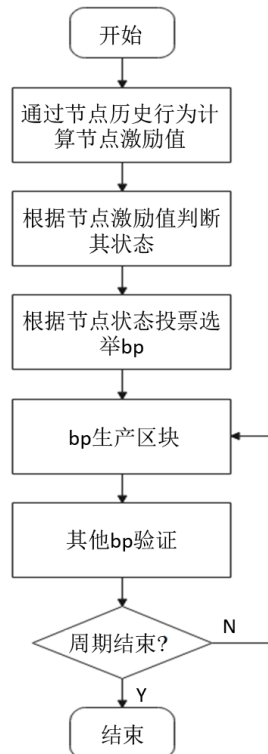 开始
通过节点历史行为计
算节点激励值
根据节点激励值判断
其状态
根据节点状态投票选
举bp
bp生产区块
其他bp验证
周期结束?
N
Y
结束